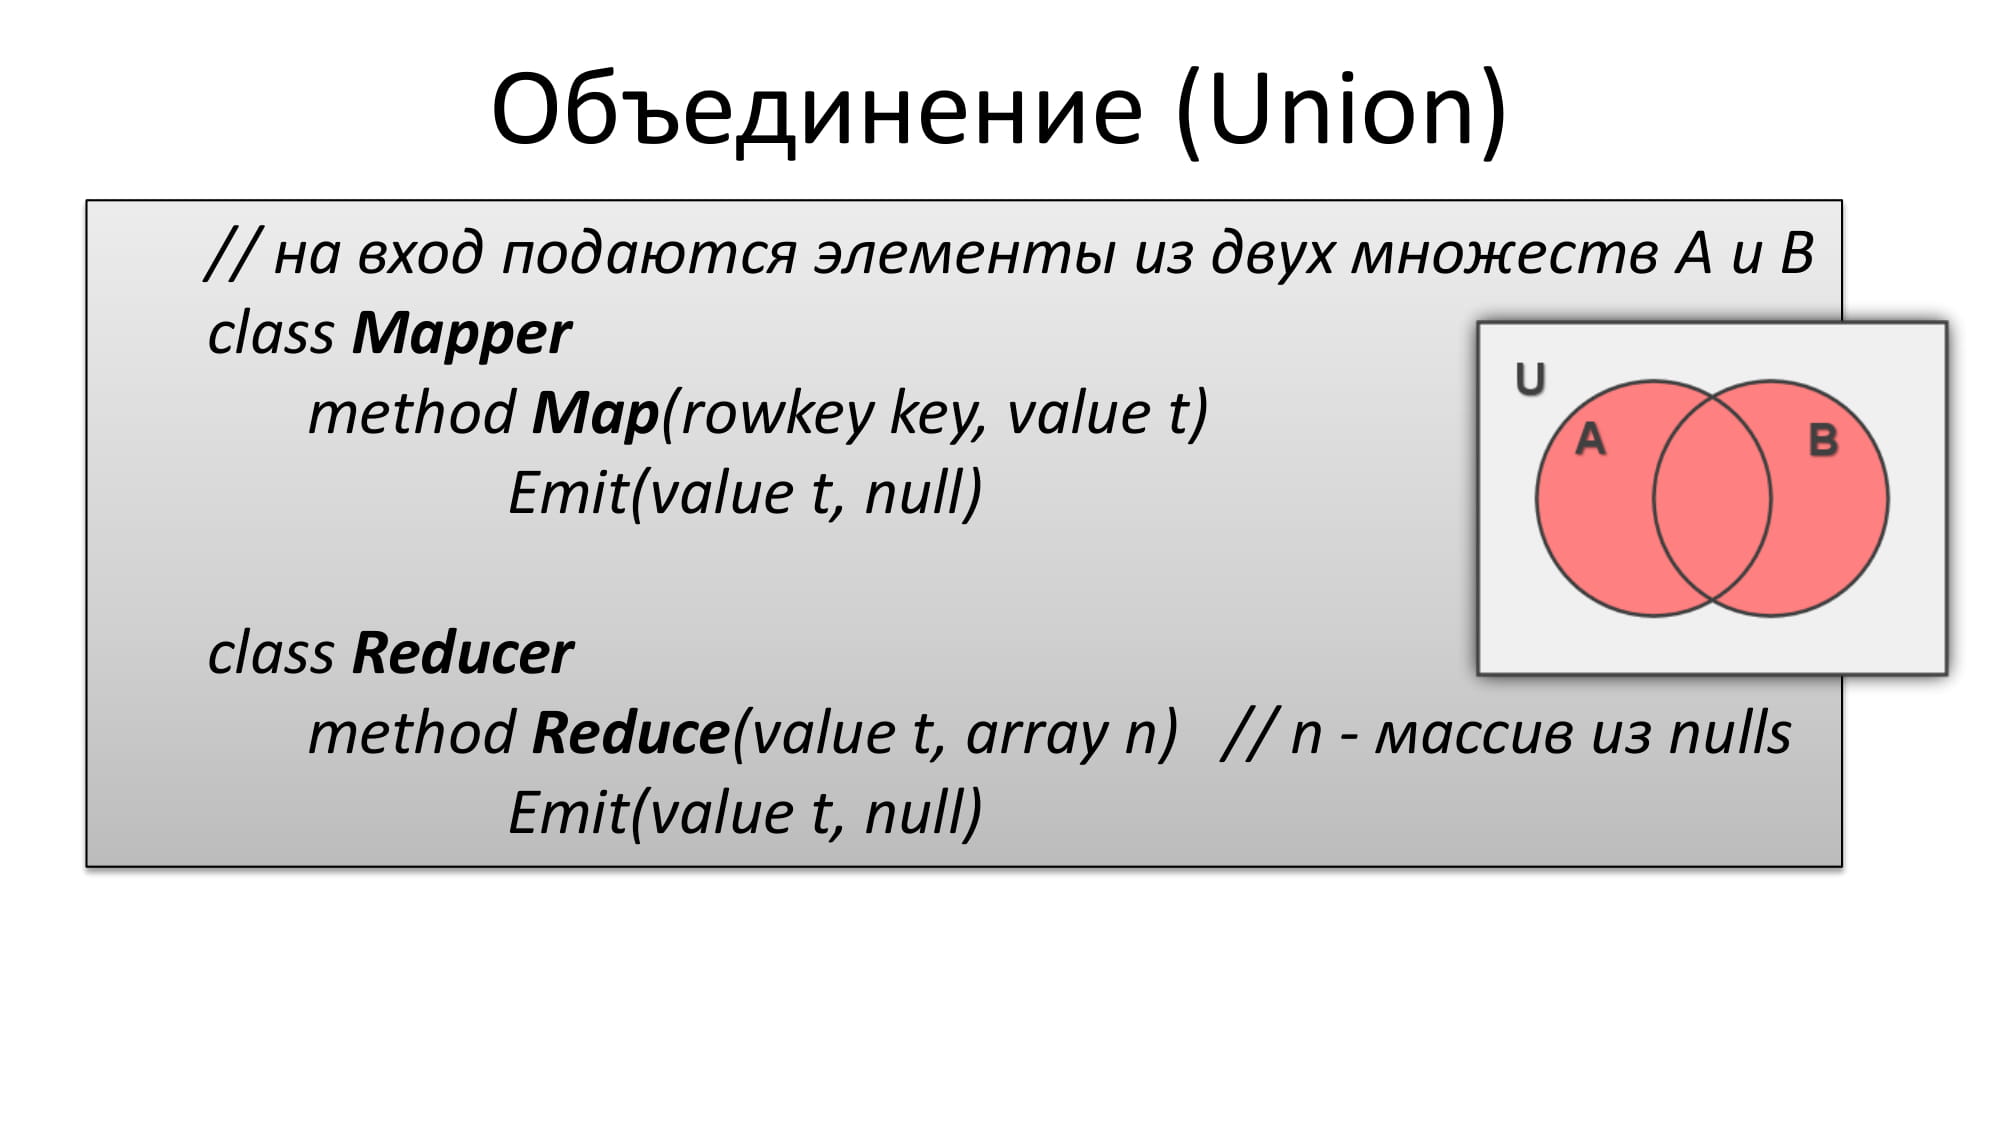 Объединение (Union)
// на вход подаются элементы из двух множеств A и B
class Mapper
method Map(rowkey key, value t)
Emit(value t, null)
class Reducer
method Reduce(value t, array n) // n - массив из nulls
Emit(value t, null)
U
A
B